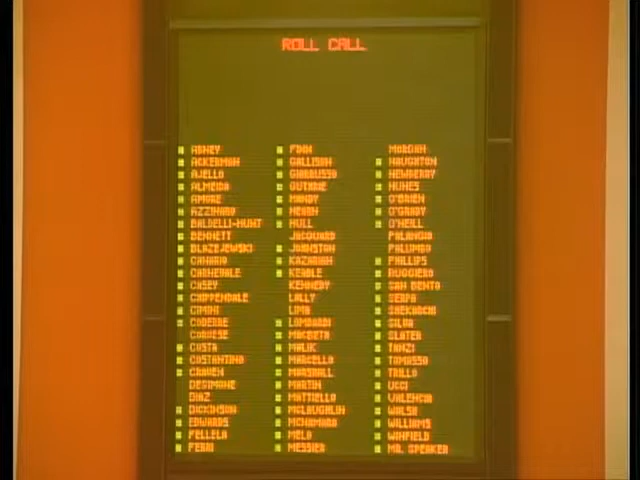 ROLL CALL
ABNEY
ACKERMAN
AJELLO
ALMEIDA
AMORE
AZZINARO
BALDELLI-HUNT
BENNETT
BLAZEJEWSKI
CANARIO
CARNEVALE
CASEY
CHIPPENDALE
CIMINI
CODERRE
CORVESE
COSTA
COSTANTINO
CRAVEN
DESIMONE
DIAZ
DICKINSON
EDWARDS
FELLELA
FERRI
FINN
GALLISON
GIARRUSSO
GUTHRIE
HANDY
HEARN
HULL
JACQUARD
JOHNSTON
KAZARIAN
KEABLE
KENNEDY
LALLY
LIMA
LOMBARDI
MACBETH
MALIK
MARCELLO
MARSHALL
MARTIN
MATTIELLO
MCLAUGHLIN
MCNAMARA
MELO
MESSIER
MORGAN
NAUGHTON
NEWBERRY
NUNES
O'BRIEN
O'GRADY
O'NEILL
PALANGIO
PALUMBO
PHILLIPS
RUGGIERO
SAN BENTO
SERPA
SHEKARCHI
SILVA
SLATER
TANZI
TOMASSO
TRILLO
UCCI
VALENCIA
WALSH
WILLIAMS
WINFIELD
MR. SPEAKER